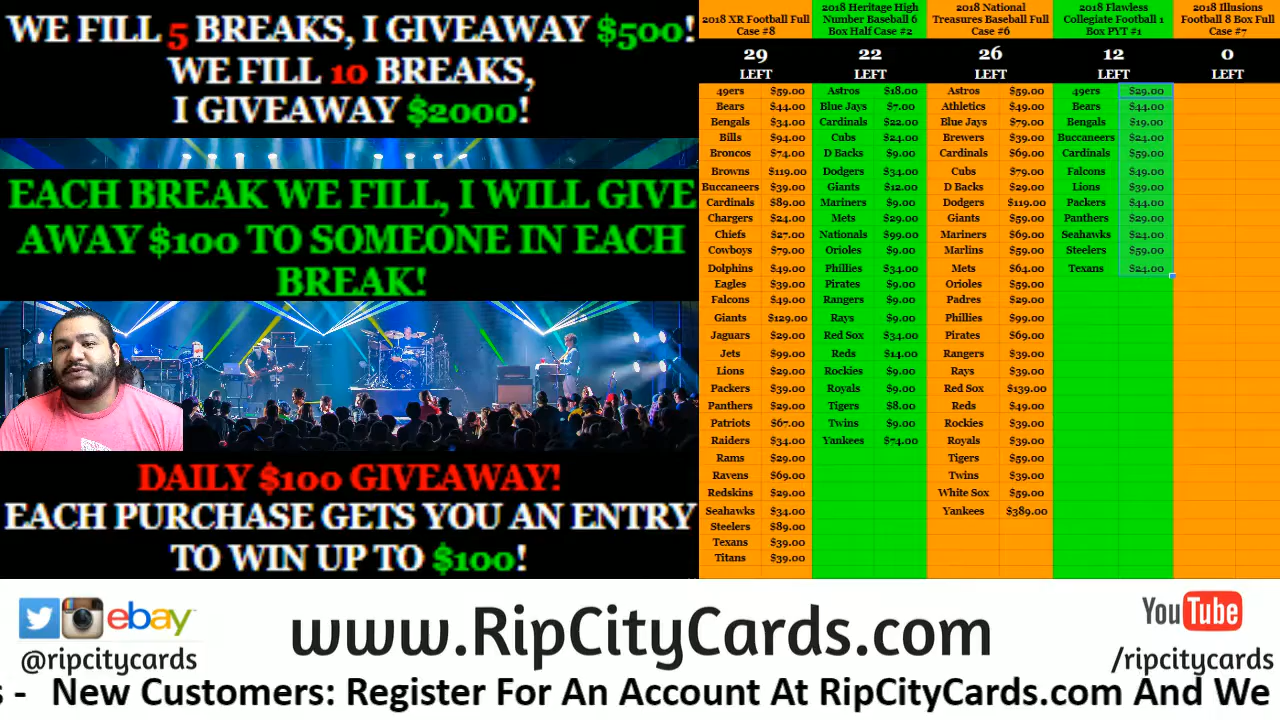 WE FILL 5 BREAKS, I GIVEAWAY $500!
WE FILL 10 BREAKS,
I GIVEAWAY $2000!
EACH BREAK WE FILL, I WILL GIVE
AWAY $100 TO SOMEONE IN EACH
BREAK!
DAILY $100 GIVEAWAY!
EACH PURCHASE GETS YOU AN ENTRY
TO WIN UP TO $100!
2018 XR Football Full
Case #8
29
LEFT
49ers $59.00
Bears $44.00
Bengals $34.00
Bills $94.00
Broncos $74.00
Browns $119.00
Buccaneers $39.00
Cardinals $89.00
Chargers $24.00
Chiefs $27.00
Cowboys $79.00
Dolphins $49.00
Eagles $39.00
Falcons $49.00
Giants $129.00
Jaguars $29.00
Jets $99.00
Lions $29.00
Packers $39.00
Panthers $29.00
Patriots $67.00
Raiders $34.00
Rams $29.00
Ravens $69.00
Redskins $29.00
Seahawks $34.00
Steelers $89.00
Texans $39.00
Titans $39.00
2018 Heritage High
Number Baseball 6
Box Half Case #2
22
LEFT
Astros $18.00
Blue Jays $7.00
Cardinals $22.00
Cubs $24.00
D Backs $9.00
Dodgers $34.00
Giants $12.00
Mariners $9.00
Mets $29.00
Nationals $99.00
Orioles $9.00
Phillies $34.00
Pirates $9.00
Rangers $9.00
Rays $9.00
Red Sox $34.00
Reds $14.00
Rockies $9.00
Royals $9.00
Tigers $8.00
Twins $9.00
Yankees $74.00
2018 National
Treasures Baseball Full
Case #6
26
LEFT
Astros $59.00
Athletics $49.00
Blue Jays $79.00
Brewers $39.00
Cardinals $69.00
Cubs $79.00
D Backs $29.00
Dodgers $119.00
Giants $59.00
Mariners $69.00
Marlins $59.00
Mets $64.00
Orioles $59.00
Padres $29.00
Phillies $99.00
Pirates $69.00
Rangers $39.00
Rays $39.00
Red Sox $139.00
Reds $49.00
Rockies $39.00
Royals $39.00
Tigers $59.00
Twins $39.00
White Sox $59.00
Yankees $389.00
2018 Flawless
Collegiate Football 1
Box PYT #1
12
LEFT
49ers $29.00
Bears $44.00
Bengals $19.00
Buccaneers $24.00
Cardinals $59.00
Falcons $49.00
Lions $39.00
Packers $44.00
Panthers $29.00
Seahawks $24.00
Steelers $59.00
Texans $24.00
2018 Illusions
Football 8 Box Full
Case #7
0
LEFT
ebay
@ripcitycards
www.RipCityCards.com
YouTube
/ripcitycards
s - New Customers: Register For An Account At RipCityCards.com And We